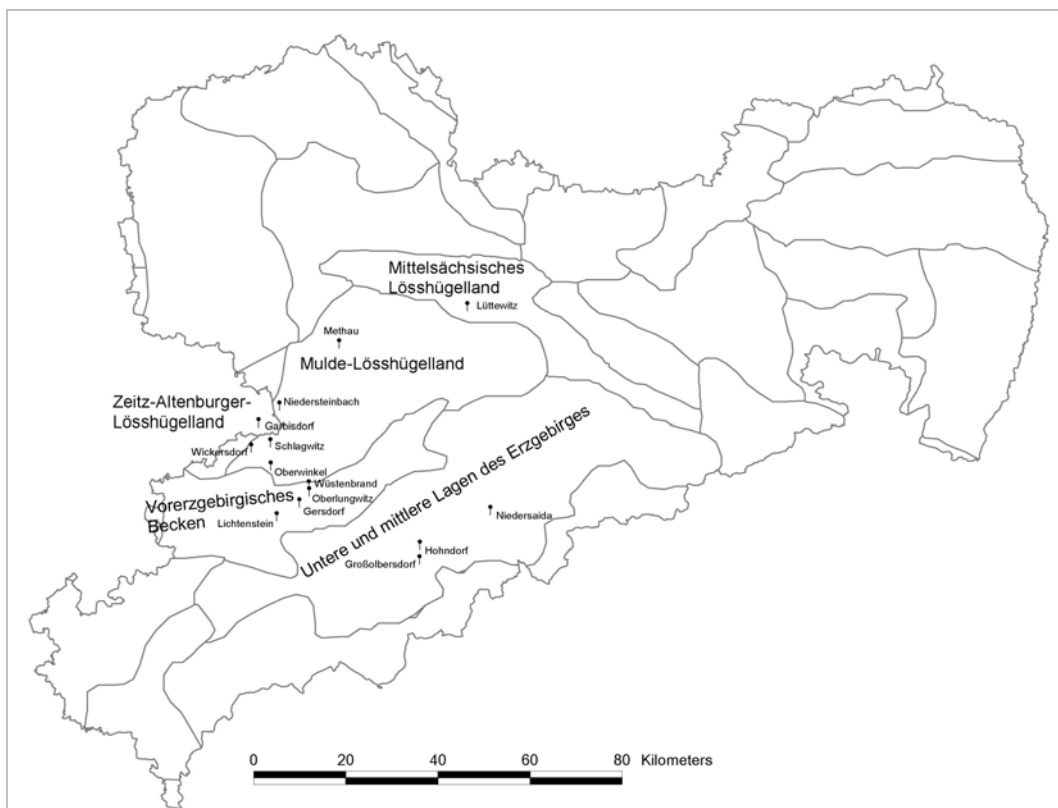 Mittelsächsisches
Lösshügelland
Lüttewitz
Methau
Mulde-Lösshügelland
Niedersteinbach
Zeitz-Altenburger-
Lösshügelland
Garbisdorf
Schlagwitz
Wickersdorf
Oberwinkel
Wüstenbrand
Oberlungwitz
Vorerzgebirgisches
Becken
Gersdorf
Lichtenstein
Untere und mittlere Lagen des Erzgebirges
Niedersaida
Hohndorf
Großolbersdorf
0 20 40 60 80 Kilometers